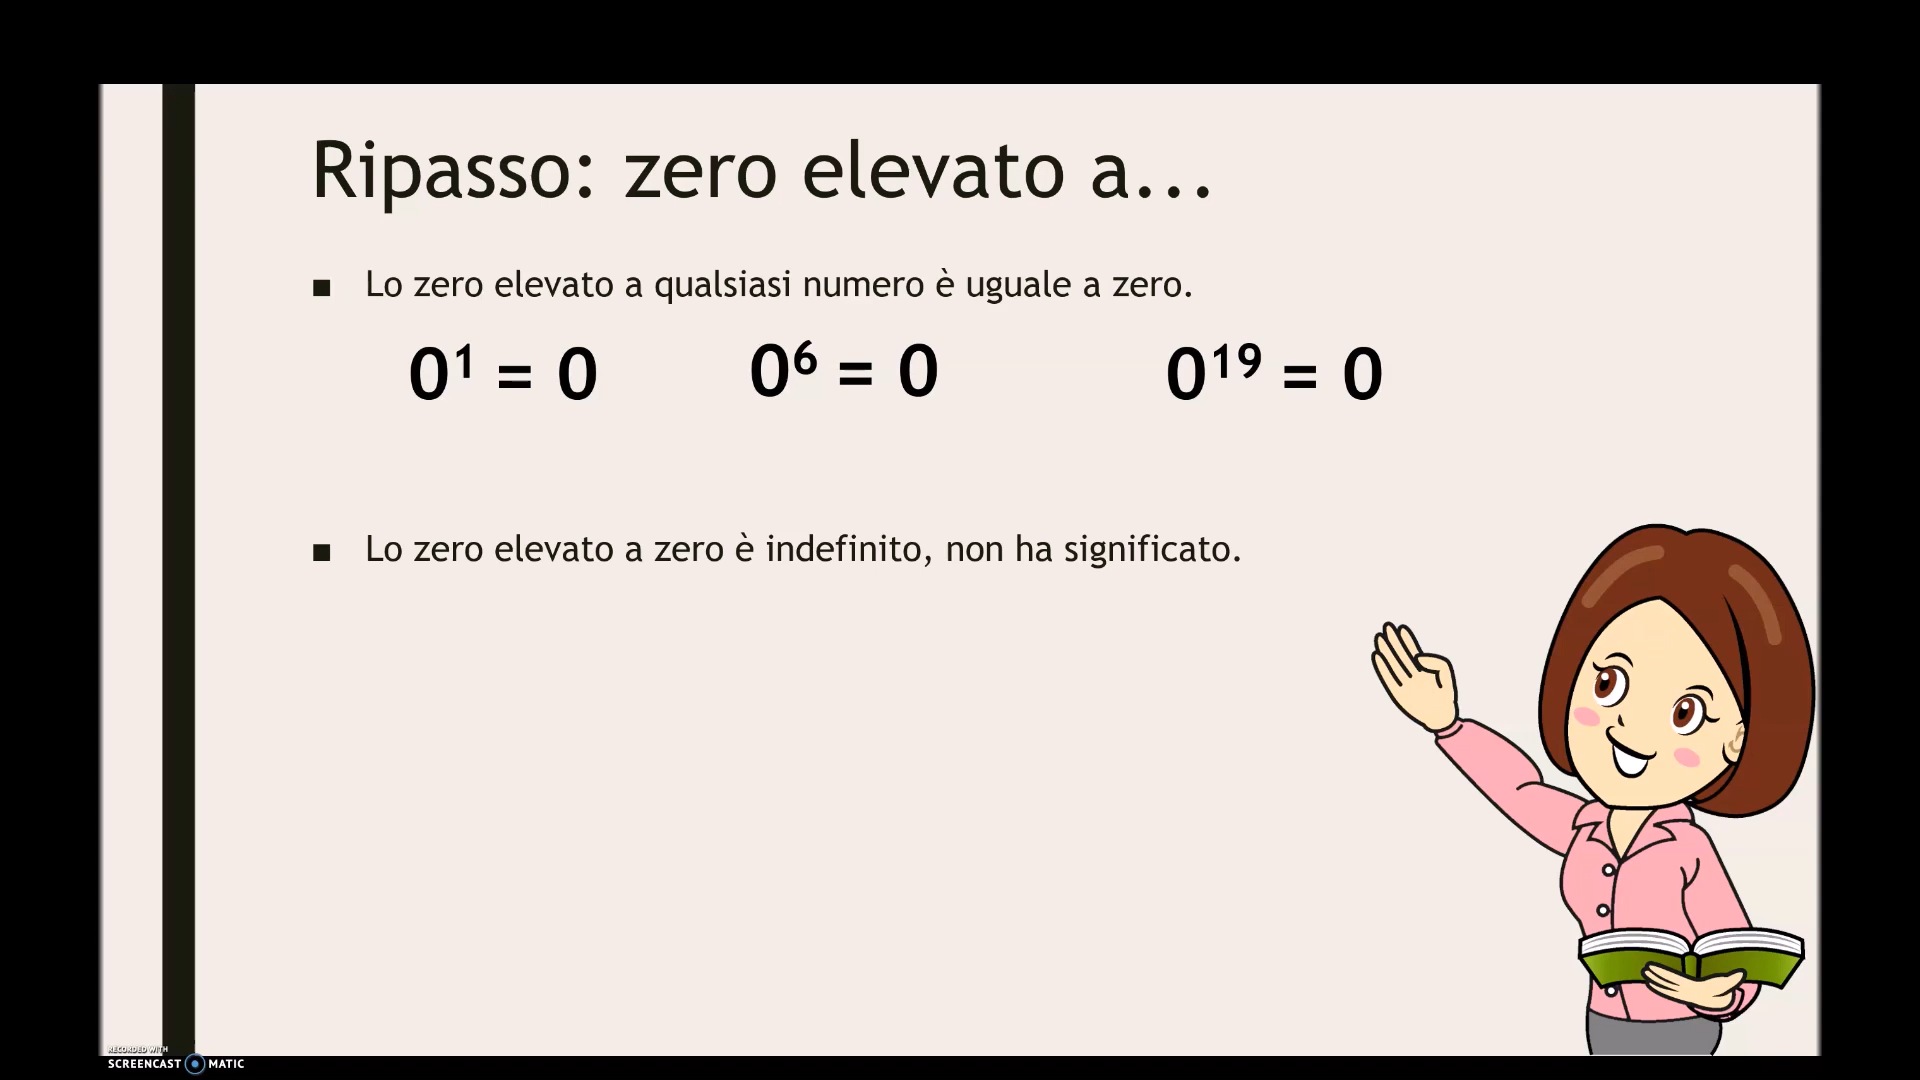 Ripasso: zero elevato a...
■ Lo zero elevato a qualsiasi numero è uguale a zero.
0¹ = 0 0⁶ = 0 0¹⁹ = 0
■ Lo zero elevato a zero è indefinito, non ha significato.
RECORDED WITH
SCREENCAST MATIC